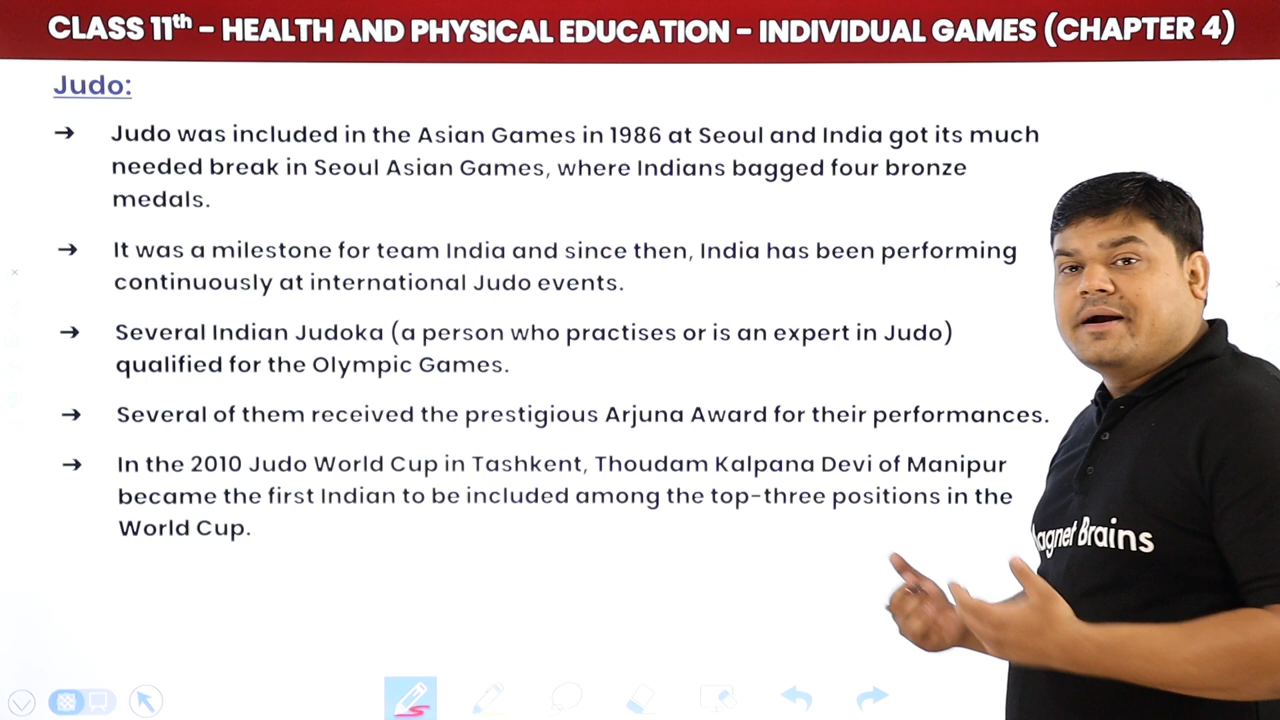 CLASS 11th – HEALTH AND PHYSICAL EDUCATION – INDIVIDUAL GAMES (CHAPTER 4)
Judo:
➔ Judo was included in the Asian Games in 1986 at Seoul and India got its much
needed break in Seoul Asian Games, where Indians bagged four bronze
medals.
➔ It was a milestone for team India and since then, India has been performing
continuously at international Judo events.
➔ Several Indian Judoka (a person who practises or is an expert in Judo)
qualified for the Olympic Games.
➔ Several of them received the prestigious Arjuna Award for their performances.
➔ In the 2010 Judo World Cup in Tashkent, Thoudam Kalpana Devi of Manipur
became the first Indian to be included among the top-three positions in the
World Cup.
agnet Brains